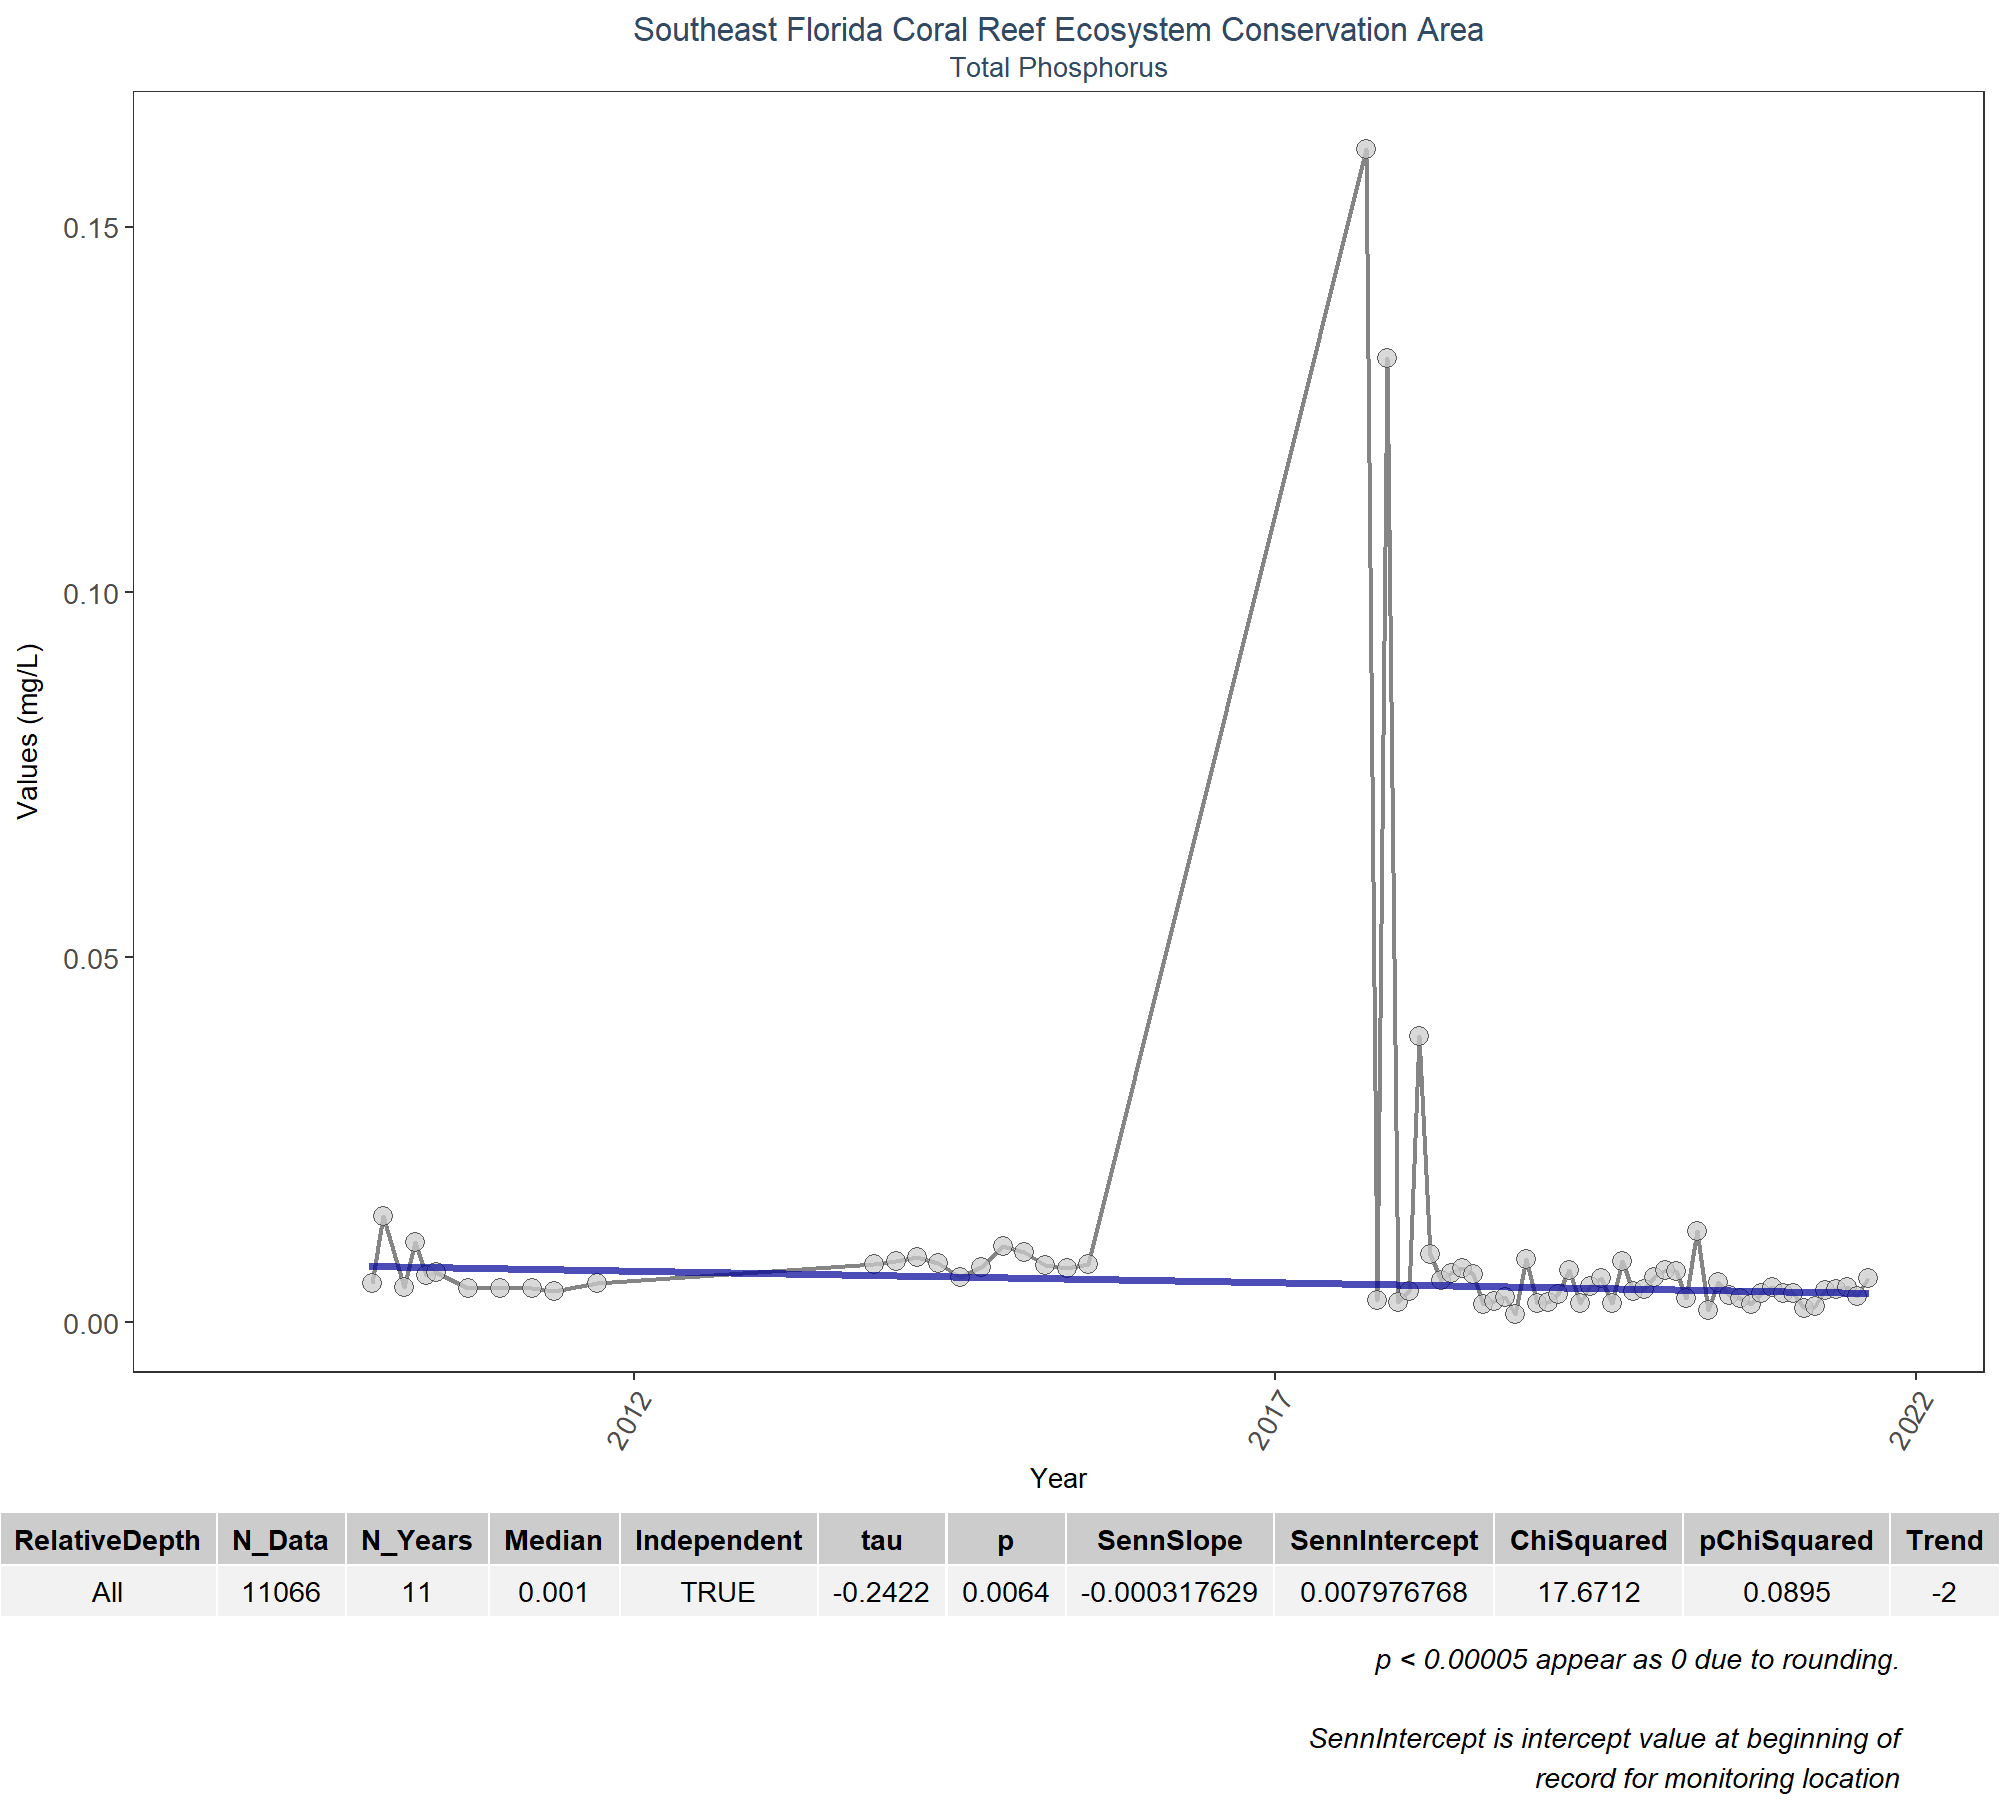 Southeast Florida Coral Reef Ecosystem Conservation Area
Total Phosphorus
0.15
0.10
0.05
0.00
Values (mg/L)
2012
2017
2022
Year
RelativeDepth N_Data N_Years Median Independent tau p SennSlope SennIntercept ChiSquared pChiSquared Trend
All 11066 11 0.001 TRUE -0.2422 0.0064 -0.000317629 0.007976768 17.6712 0.0895 -2
p < 0.00005 appear as 0 due to rounding.
SennIntercept is intercept value at beginning of
record for monitoring location